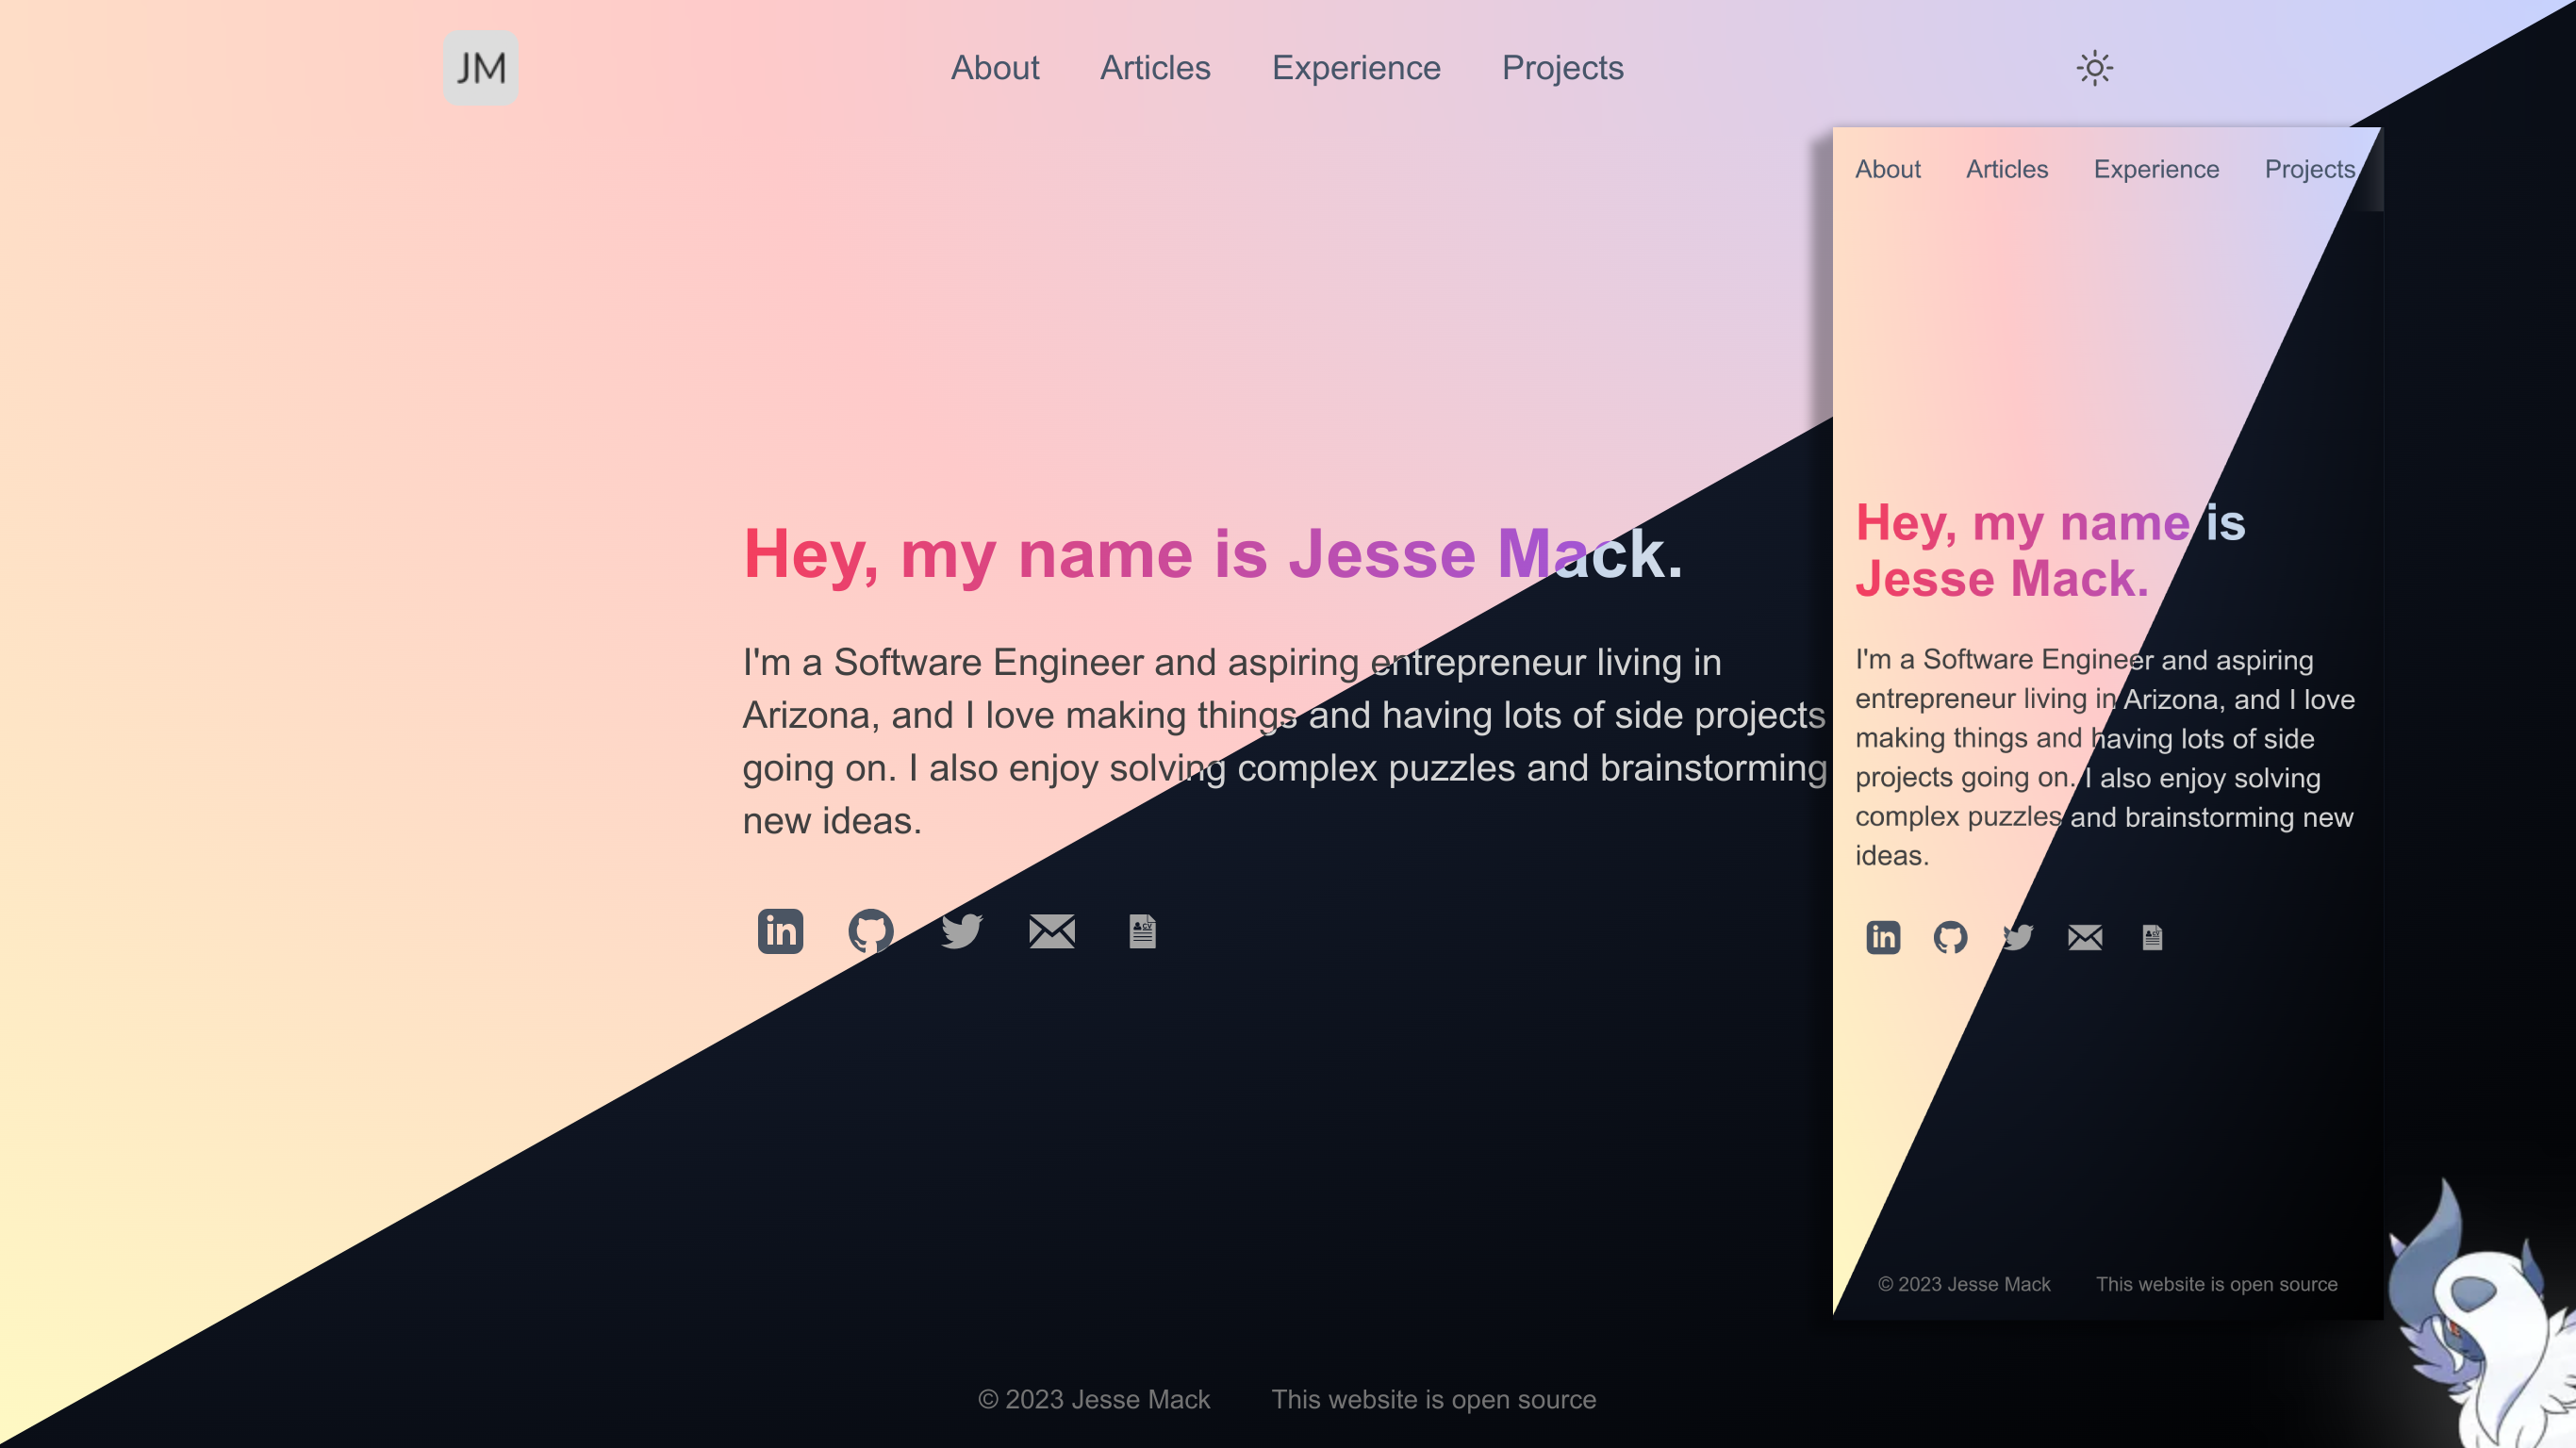 JM
About Articles Experience Projects
Hey, my name is Jesse Mack.
I'm a Software Engineer and aspiring entrepreneur living in
Arizona, and I love making things and having lots of side projects
going on. I also enjoy solving complex puzzles and brainstorming
new ideas.
in
CV
© 2023 Jesse Mack This website is open source
About Articles Experience Projects
Hey, my name is
Jesse Mack.
I'm a Software Engineer and aspiring
entrepreneur living in Arizona, and I love
making things and having lots of side
projects going on. I also enjoy solving
complex puzzles and brainstorming new
ideas.
in
CV
© 2023 Jesse Mack This website is open source